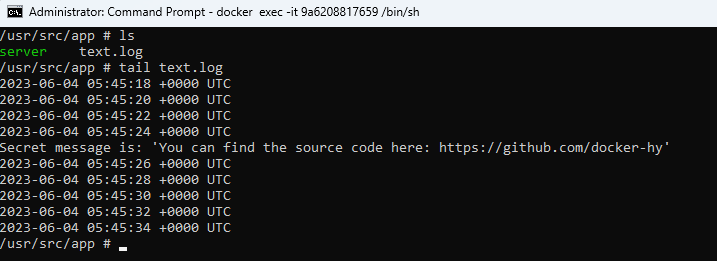 Administrator: Command Prompt - docker exec -it 9a6208817659 /bin/sh
/usr/src/app # ls
server text.log
/usr/src/app # tail text.log
2023-06-04 05:45:18 +0000 UTC
2023-06-04 05:45:20 +0000 UTC
2023-06-04 05:45:22 +0000 UTC
2023-06-04 05:45:24 +0000 UTC
Secret message is: 'You can find the source code here: https://github.com/docker-hy'
2023-06-04 05:45:26 +0000 UTC
2023-06-04 05:45:28 +0000 UTC
2023-06-04 05:45:30 +0000 UTC
2023-06-04 05:45:32 +0000 UTC
2023-06-04 05:45:34 +0000 UTC
/usr/src/app #